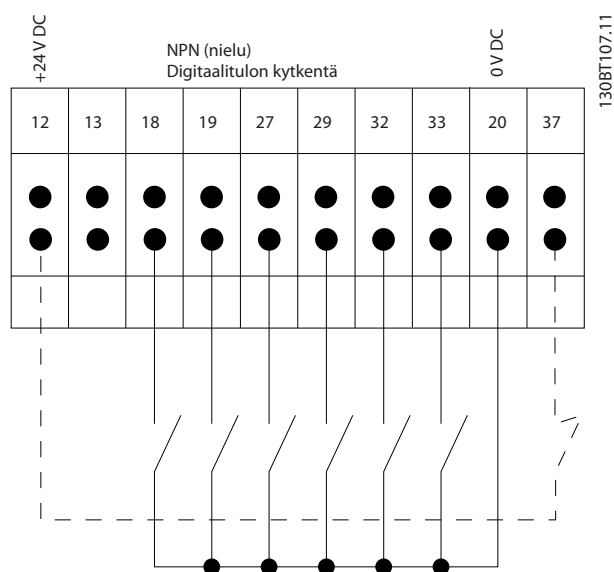 +24 V DC
NPN (nielu)
Digitaalitulon kytkentä
0 V DC
130BT107.11
12 13 18 19 27 29 32 33 20 37